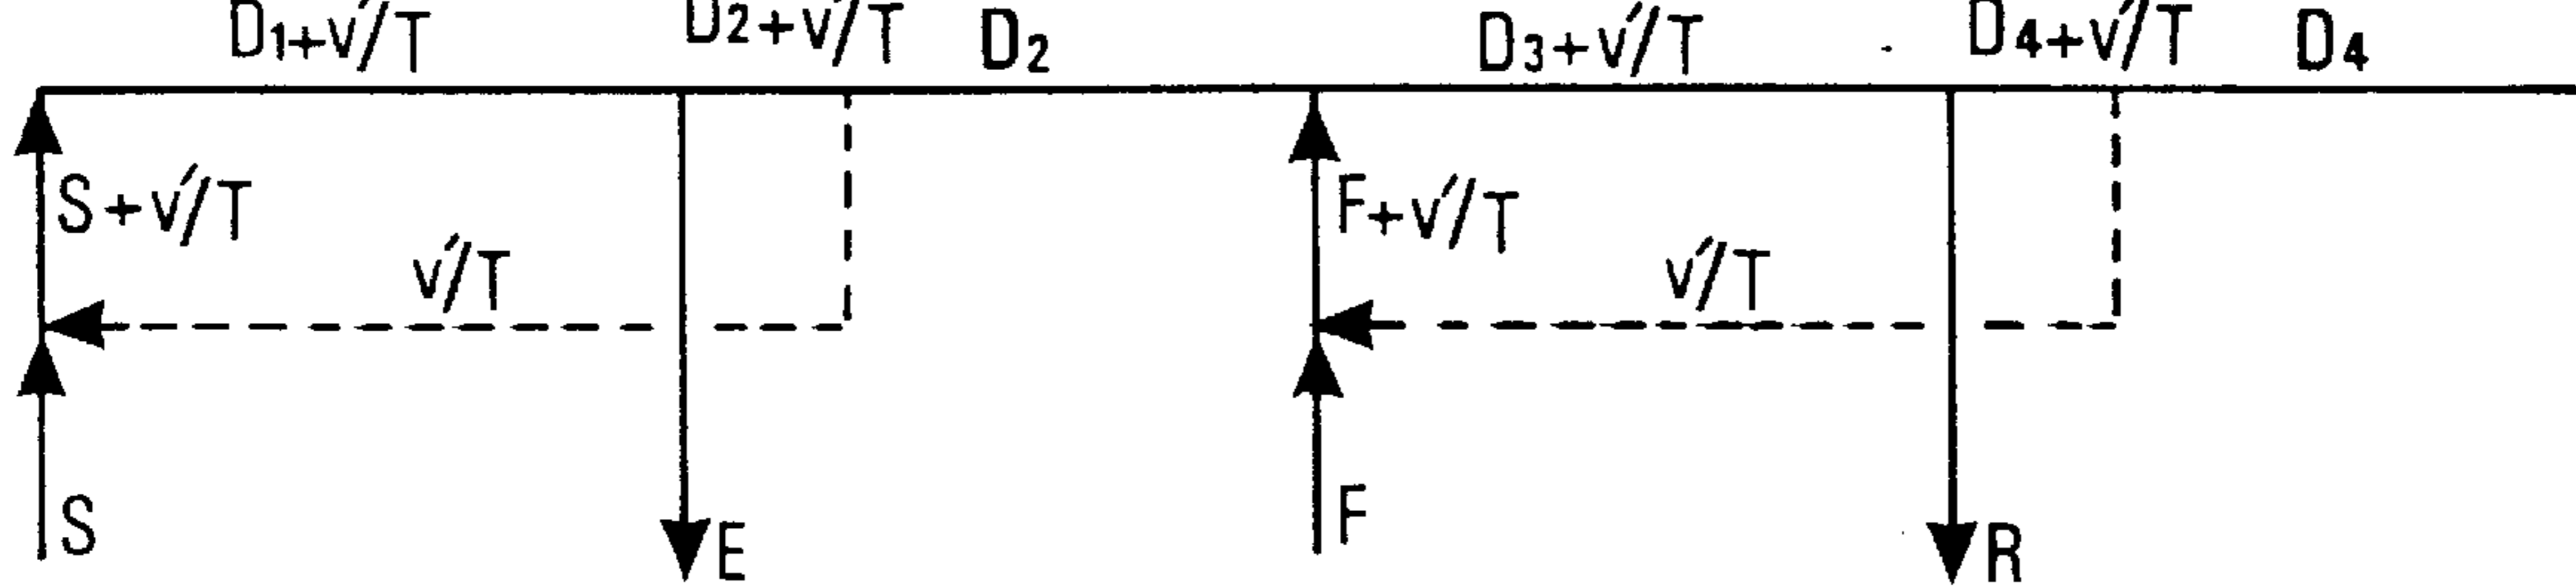 D1+v′/T D2+v′/T D2 D3+v′/T D4+v′/T D4
S+v′/T F+v′/T
v′/T v′/T
S E F R